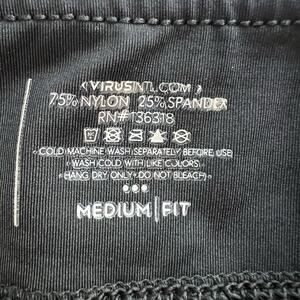 <VIRUSINTL.COM>
75% NYLON 25% SPANDEX
RN#136318
<COLD MACHINE WASH SEPARATELY BEFORE USE>
<WASH COLD WITH LIKE COLORS>
<HANG DRY ONLY<DO NOT BLEACH>
MEDIUM|FIT